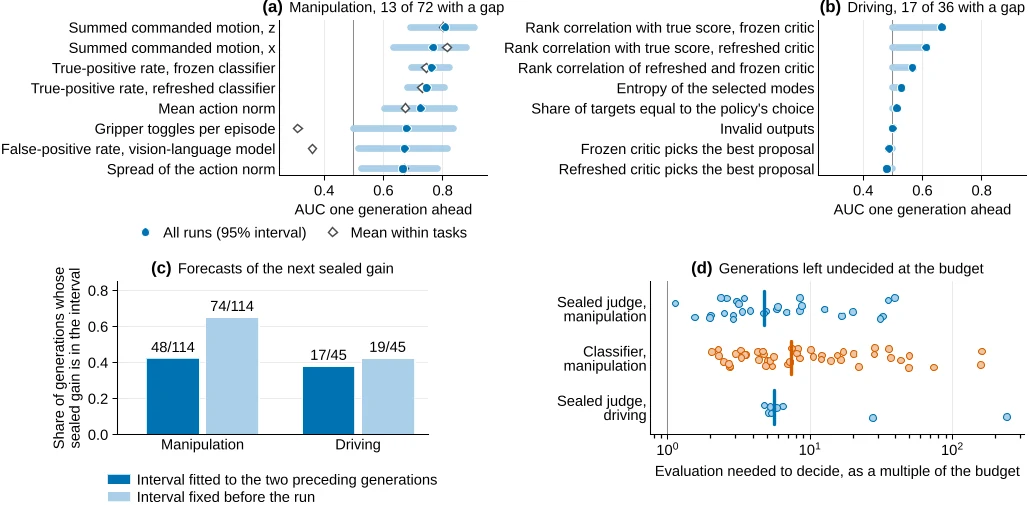 (a) Manipulation, 13 of 72 with a gap
Summed commanded motion, z
Summed commanded motion, x
True-positive rate, frozen classifier
True-positive rate, refreshed classifier
Mean action norm
Gripper toggles per episode
False-positive rate, vision-language model
Spread of the action norm
0.4 0.6 0.8
AUC one generation ahead
All runs (95% interval) Mean within tasks
(b) Driving, 17 of 36 with a gap
Rank correlation with true score, frozen critic
Rank correlation with true score, refreshed critic
Rank correlation of refreshed and frozen critic
Entropy of the selected modes
Share of targets equal to the policy's choice
Invalid outputs
Frozen critic picks the best proposal
Refreshed critic picks the best proposal
0.4 0.6 0.8
AUC one generation ahead
(c) Forecasts of the next sealed gain
Share of generations whose
sealed gain is in the interval
0.8
0.6
0.4
0.2
0.0
48/114
74/114
17/45
19/45
Manipulation Driving
Interval fitted to the two preceding generations
Interval fixed before the run
(d) Generations left undecided at the budget
Sealed judge,
manipulation
Classifier,
manipulation
Sealed judge,
driving
10⁰ 10¹ 10²
Evaluation needed to decide, as a multiple of the budget